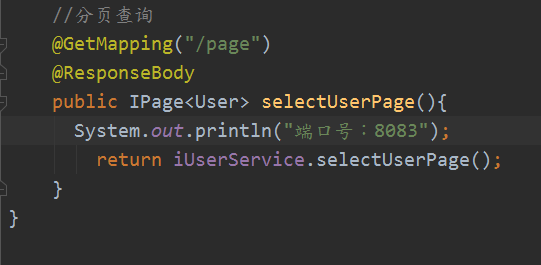 //分页查询
@GetMapping("/page")
@ResponseBody
public IPage<User> selectUserPage(){
System.out.println("端口号：8083");
return iUserService.selectUserPage();
}
}